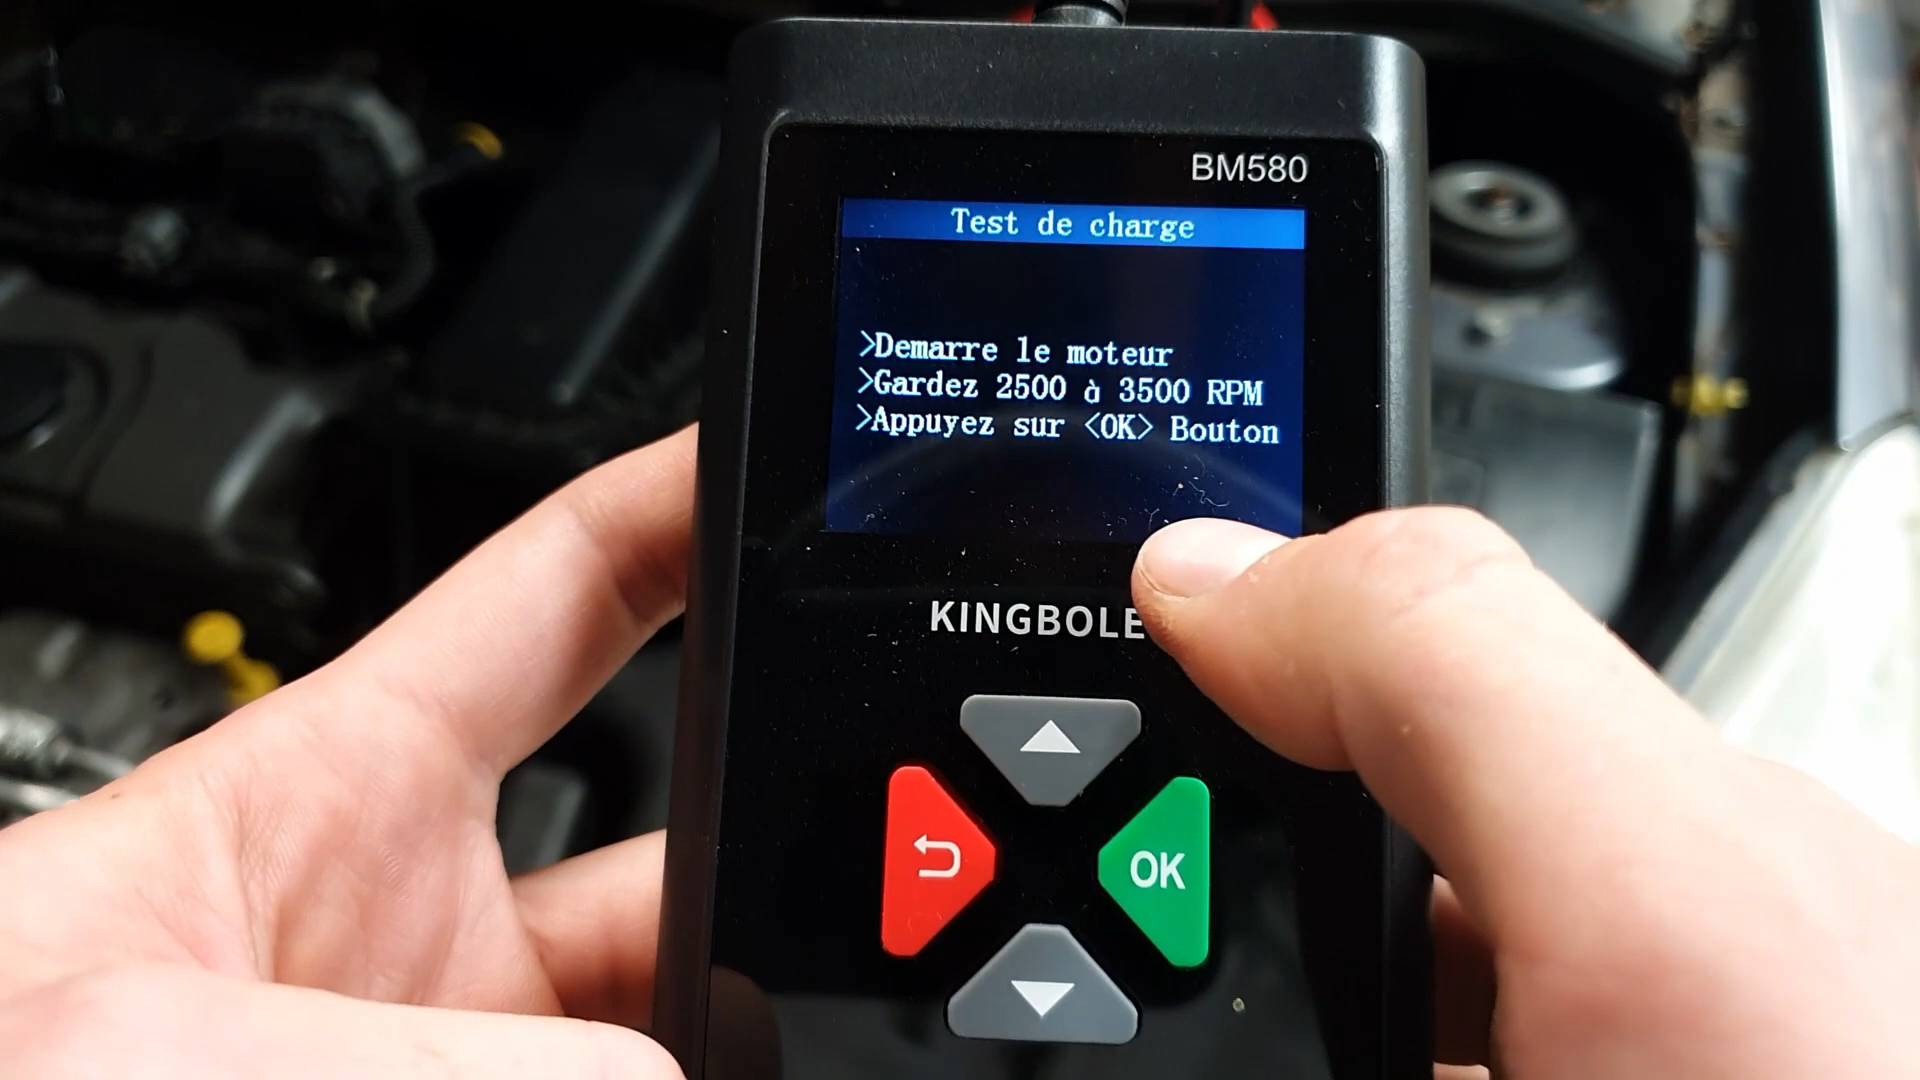 BM580
Test de charge
>Demarre le moteur
>Gardez 2500 à 3500 RPM
>Appuyez sur <OK> Bouton
KINGBOLE
OK